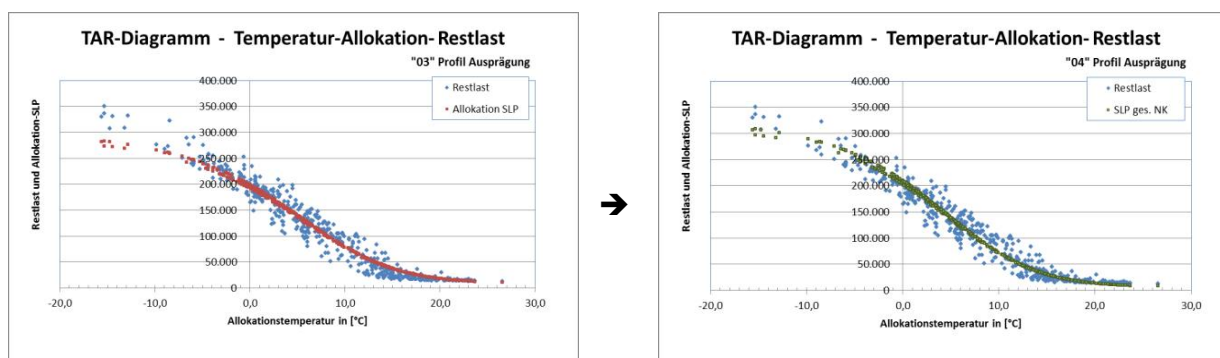 TAR-Diagramm - Temperatur-Allokation- Restlast
"03" Profil Ausprägung
Restlast und Allokation-SLP
400.000
350.000
300.000
250.000
200.000
150.000
100.000
50.000
0
Restlast
Allokation SLP
-20,0
-10,0
0,0
10,0
20,0
30,0
Allokationstemperatur in [°C]
➔
TAR-Diagramm - Temperatur-Allokation- Restlast
"04" Profil Ausprägung
Restlast und Allokation-SLP
400.000
350.000
300.000
250.000
200.000
150.000
100.000
50.000
0
Restlast
SLP ges. NK
-20,0
-10,0
0,0
10,0
20,0
30,0
Allokationstemperatur in [°C]